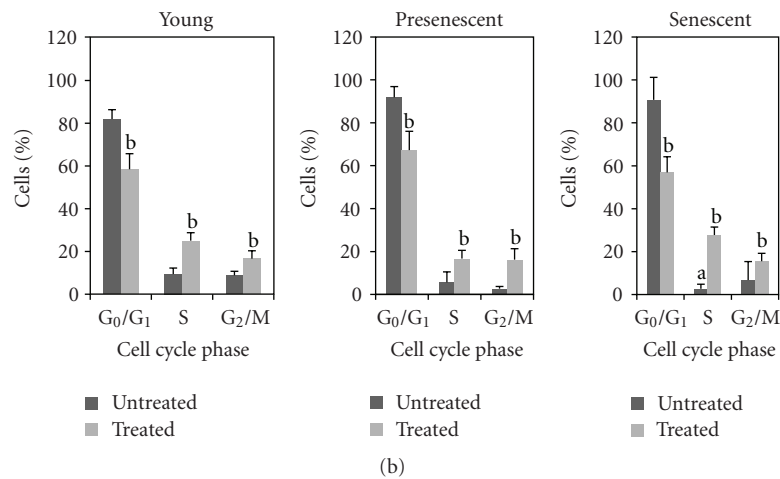 Young
120
100
80
60
40
20
0
Cells (%)
b
b
b
G₀/G₁ S G₂/M
Cell cycle phase
Untreated
Treated
Presenescent
120
100
80
60
40
20
0
Cells (%)
b
b
b
G₀/G₁ S G₂/M
Cell cycle phase
Untreated
Treated
Senescent
120
100
80
60
40
20
0
Cells (%)
b
a
b
b
G₀/G₁ S G₂/M
Cell cycle phase
Untreated
Treated
(b)